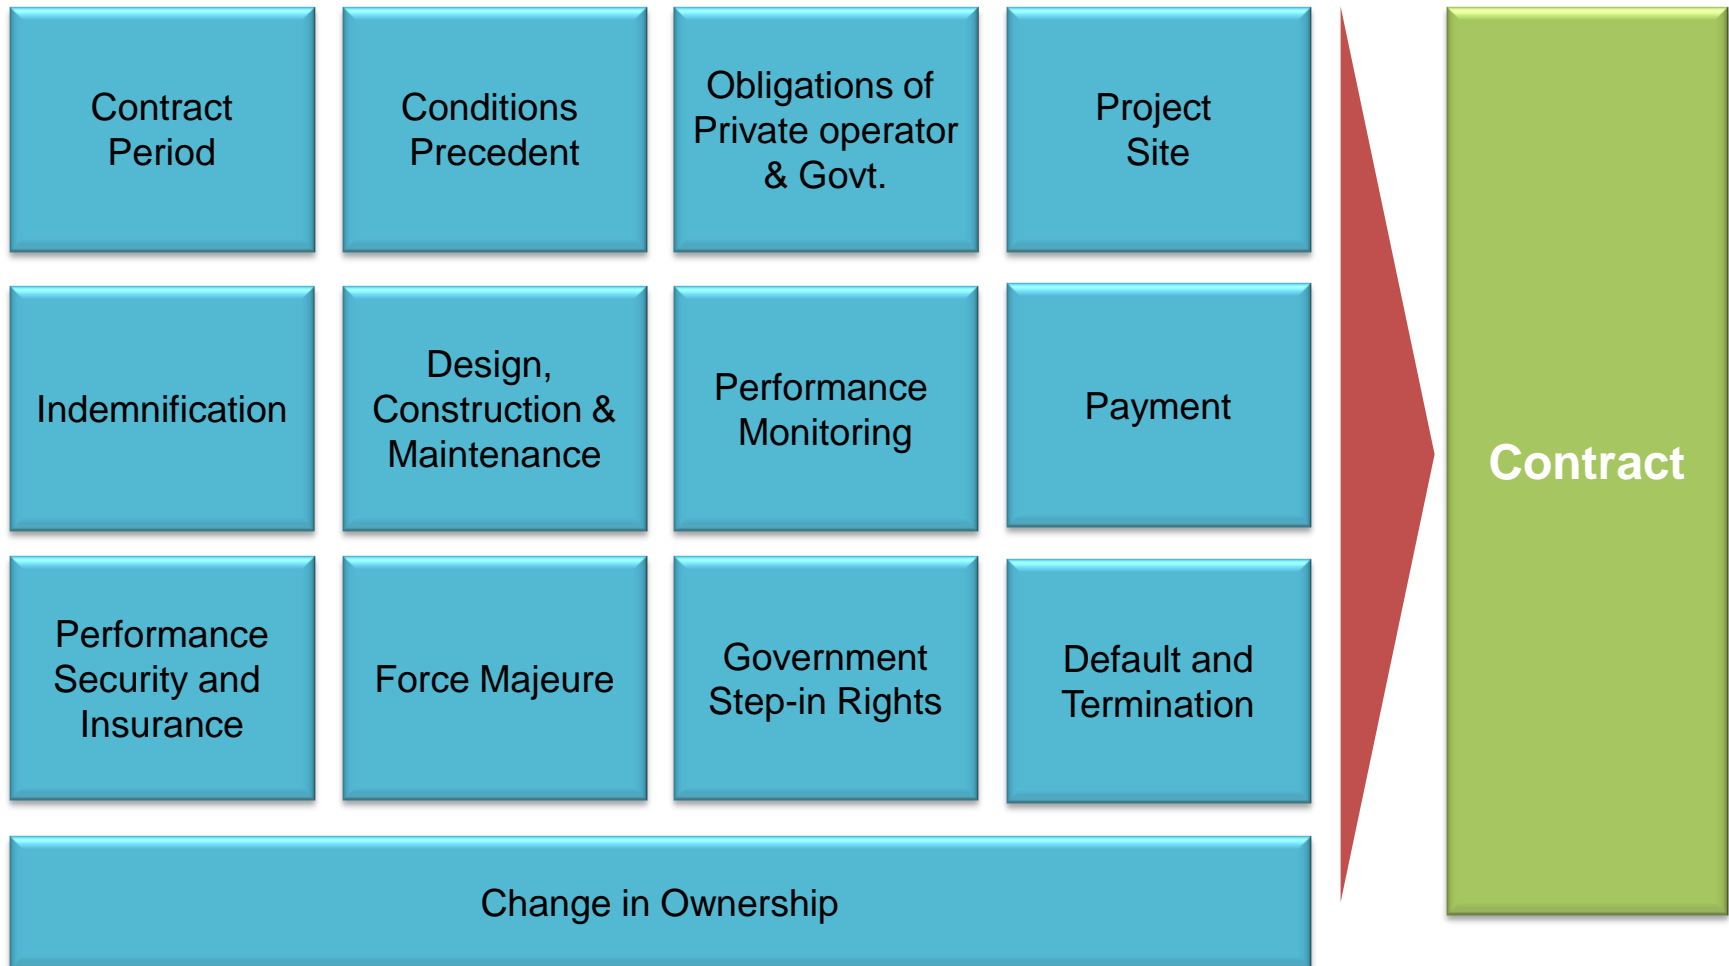 Contract
Period
Conditions
Precedent
Obligations of
Private operator
& Govt.
Project
Site
Indemnification
Design,
Construction &
Maintenance
Performance
Monitoring
Payment
Performance
Security and
Insurance
Force Majeure
Government
Step-in Rights
Default and
Termination
Change in Ownership
Contract